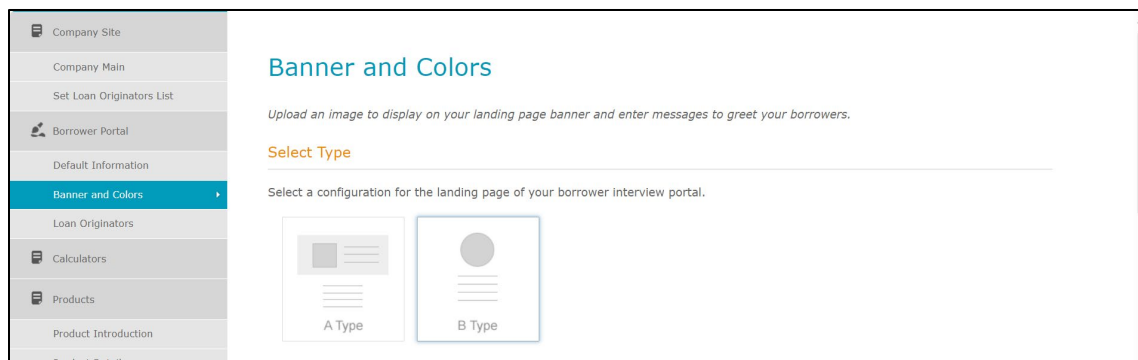 Company Site
Company Main
Set Loan Originators List
Borrower Portal
Default Information
Banner and Colors
Loan Originators
Calculators
Products
Product Introduction
Banner and Colors
Upload an image to display on your landing page banner and enter messages to greet your borrowers.
Select Type
Select a configuration for the landing page of your borrower interview portal.
A Type
B Type